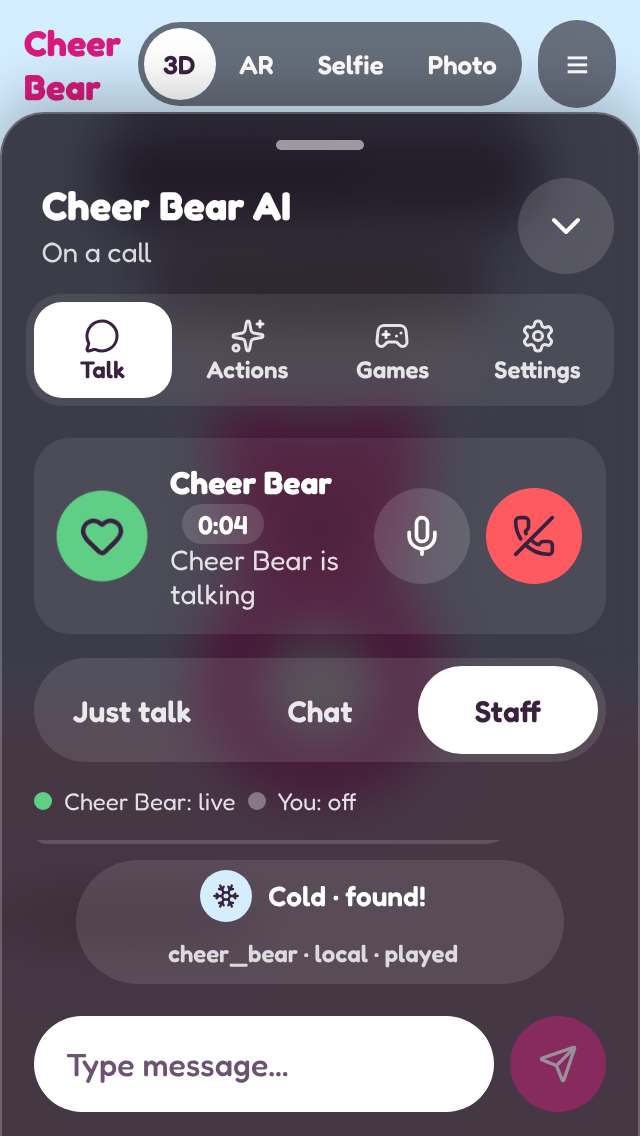 Cheer
Bear
3D AR Selfie Photo
Cheer Bear AI
On a call
Talk Actions Games Settings
Cheer Bear
0:04
Cheer Bear is
talking
Just talk Chat Staff
Cheer Bear: live You: off
Cold · found!
cheer_bear · local · played
Type message...